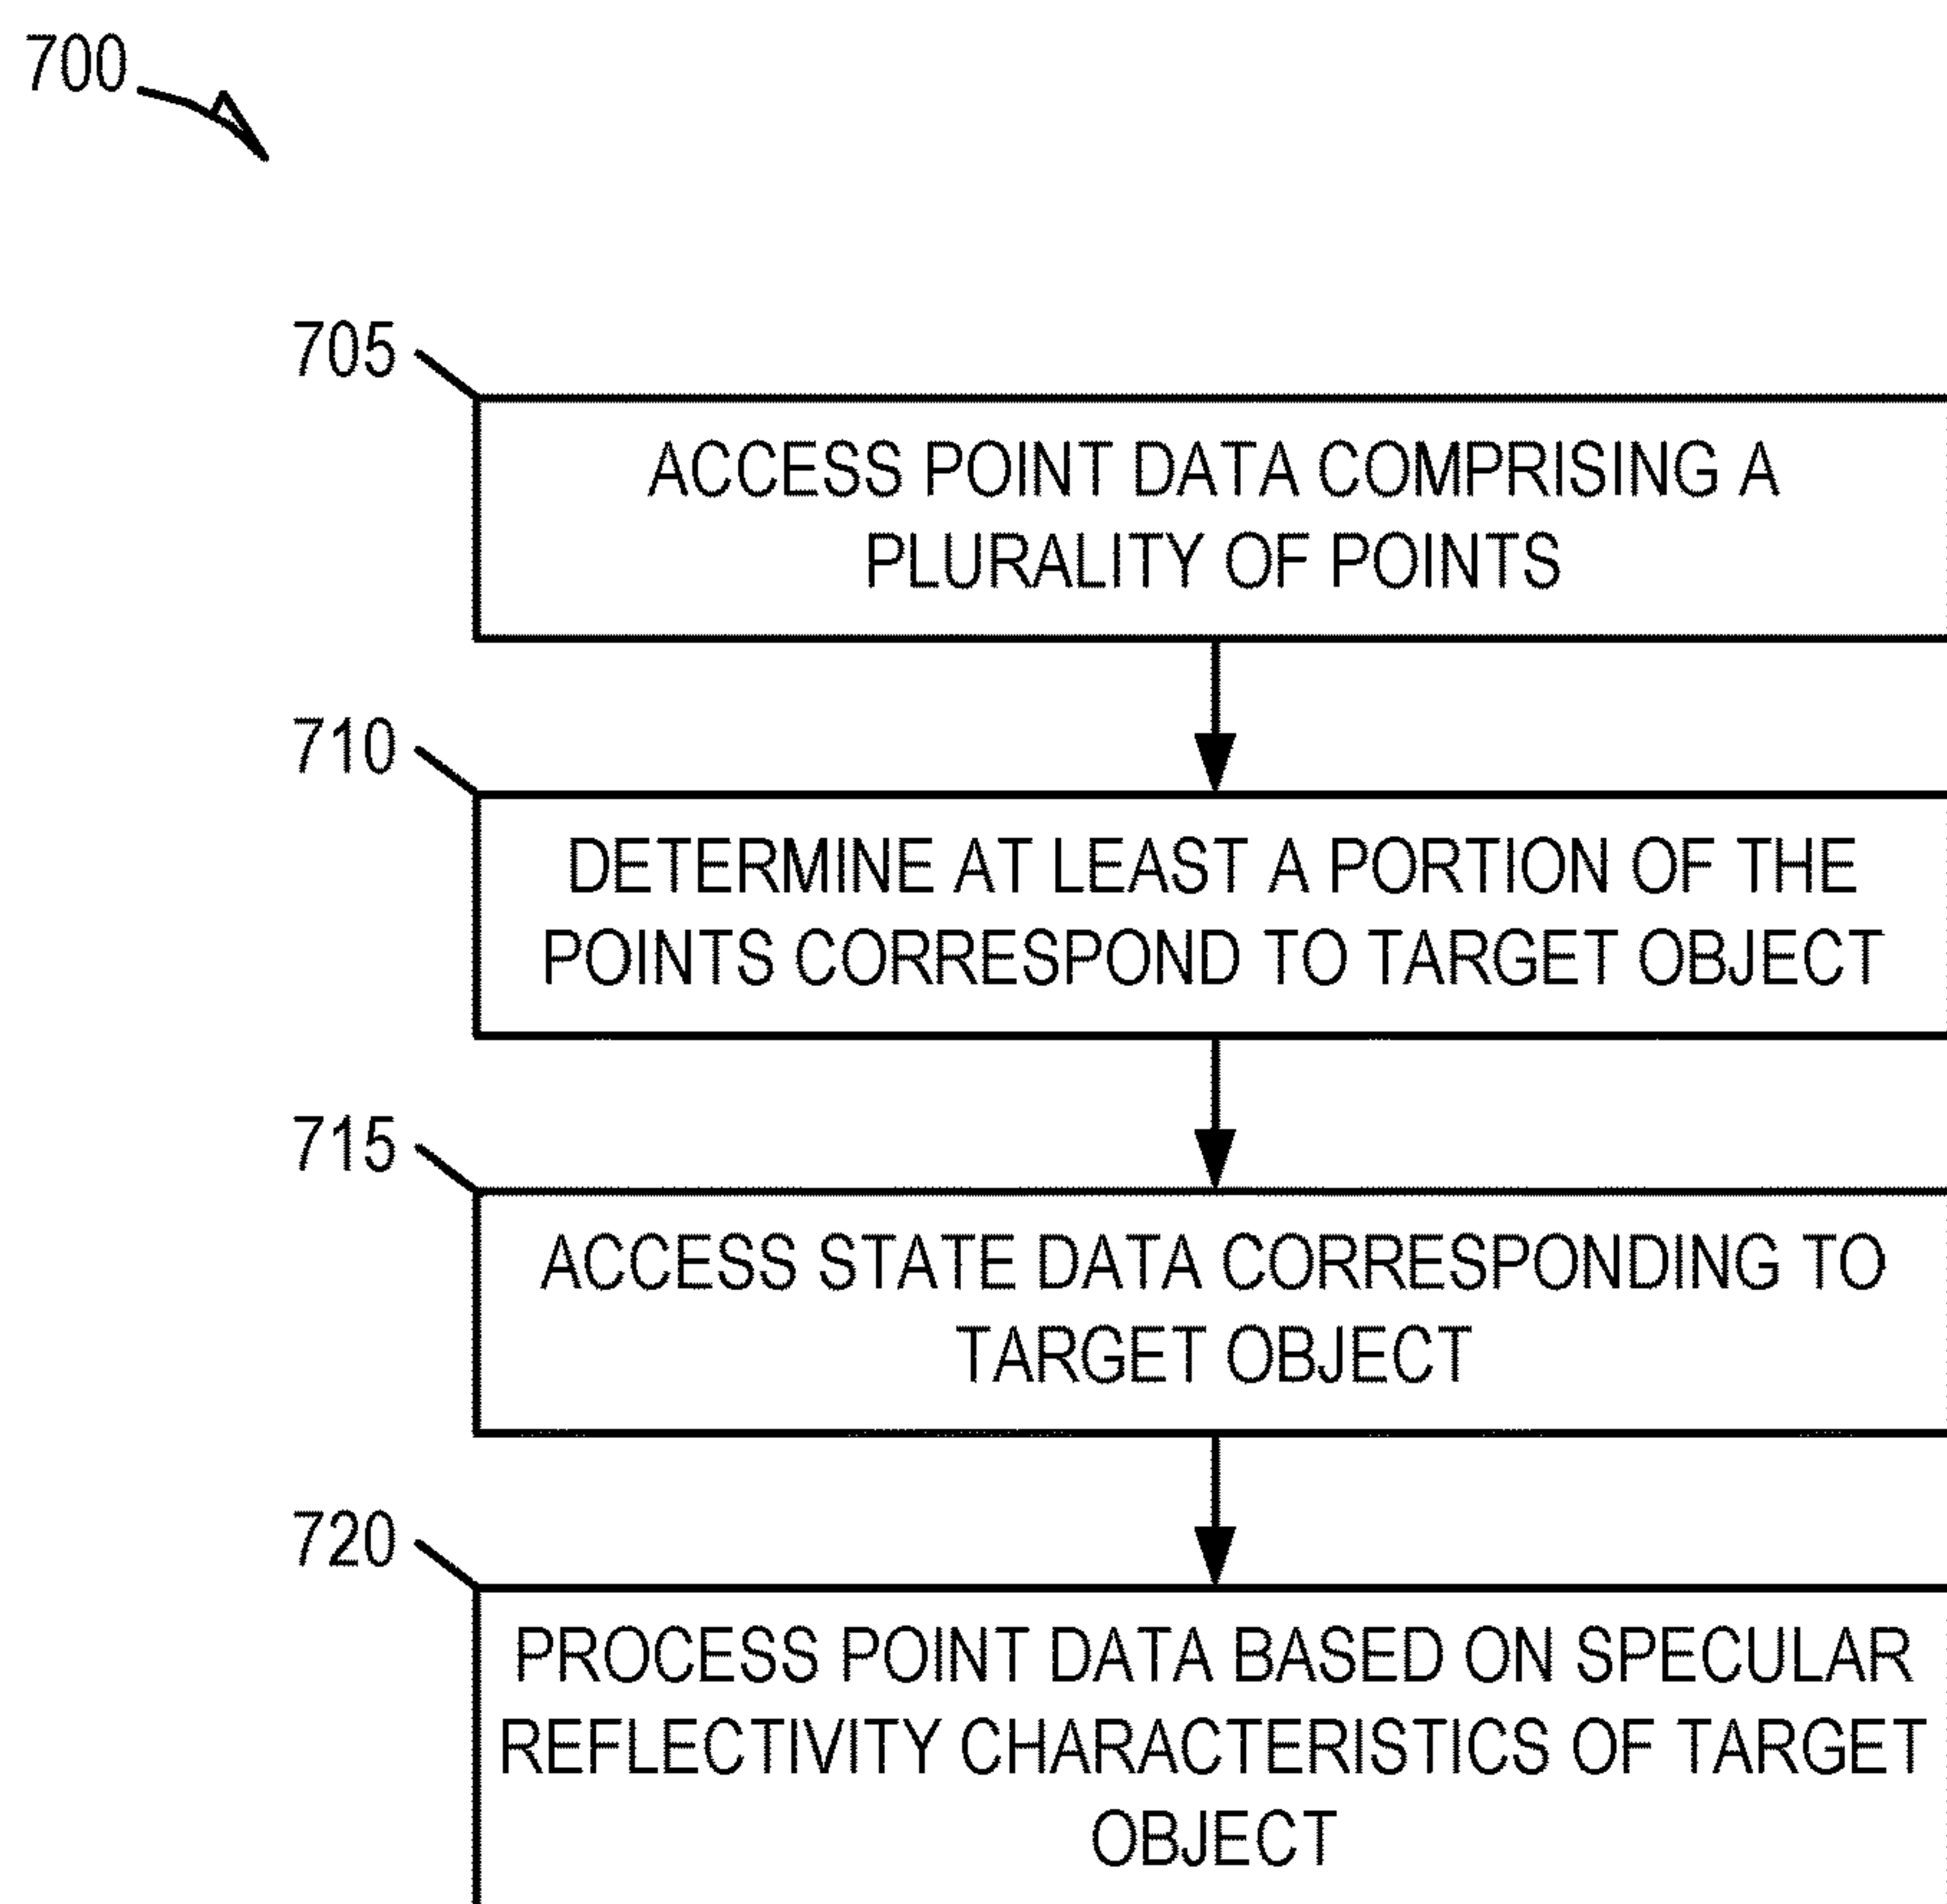 700
705
ACCESS POINT DATA COMPRISING A
PLURALITY OF POINTS
710
DETERMINE AT LEAST A PORTION OF THE
POINTS CORRESPOND TO TARGET OBJECT
715
ACCESS STATE DATA CORRESPONDING TO
TARGET OBJECT
720
PROCESS POINT DATA BASED ON SPECULAR
REFLECTIVITY CHARACTERISTICS OF TARGET
OBJECT